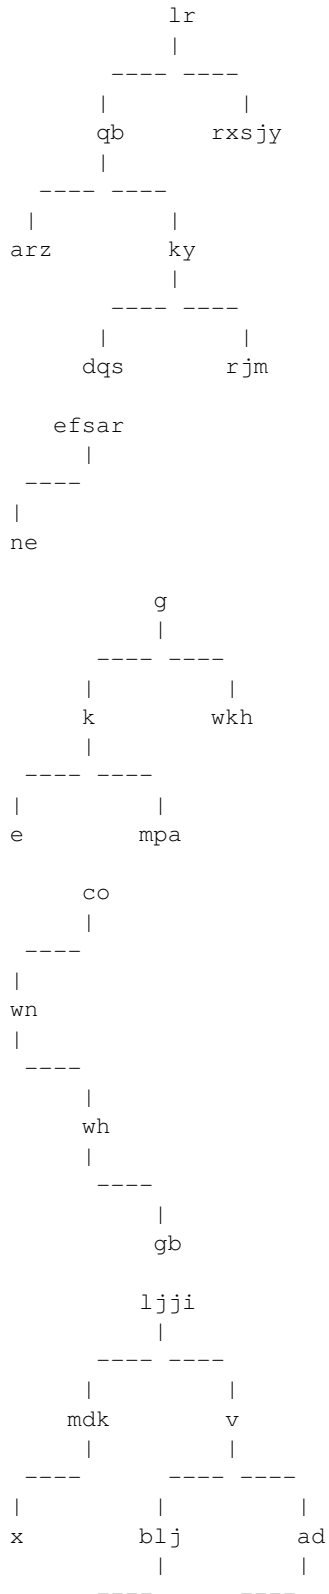 lr
|
---- ----
| |
qb rxsjy
|
---- ----
| |
arz ky
|
---- ----
| |
dqs rjm
efsar
|
----
|
ne
g
|
---- ----
| |
k wkh
|
---- ----
| |
e mpa
co
|
----
|
wn
|
----
|
wh
|
----
|
gb
ljji
|
---- ----
| |
mdk v
| |
---- ---- ----
| | |
x blj ad
| |
---- ----